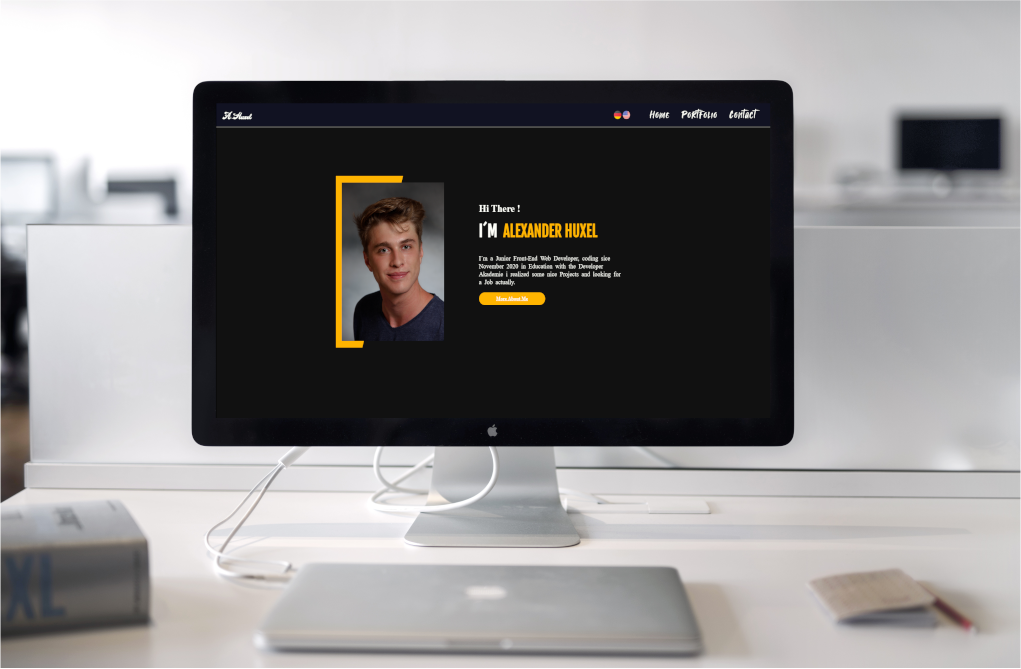 A. Huxel
Home Portfolio Contact
Hi There !
I´M ALEXANDER HUXEL
I'm a Junior Front-End Web Developer, coding sice
November 2020 in Education with the Developer
Akademie i realized some nice Projects and looking for
a Job actually.
More About Me
XL